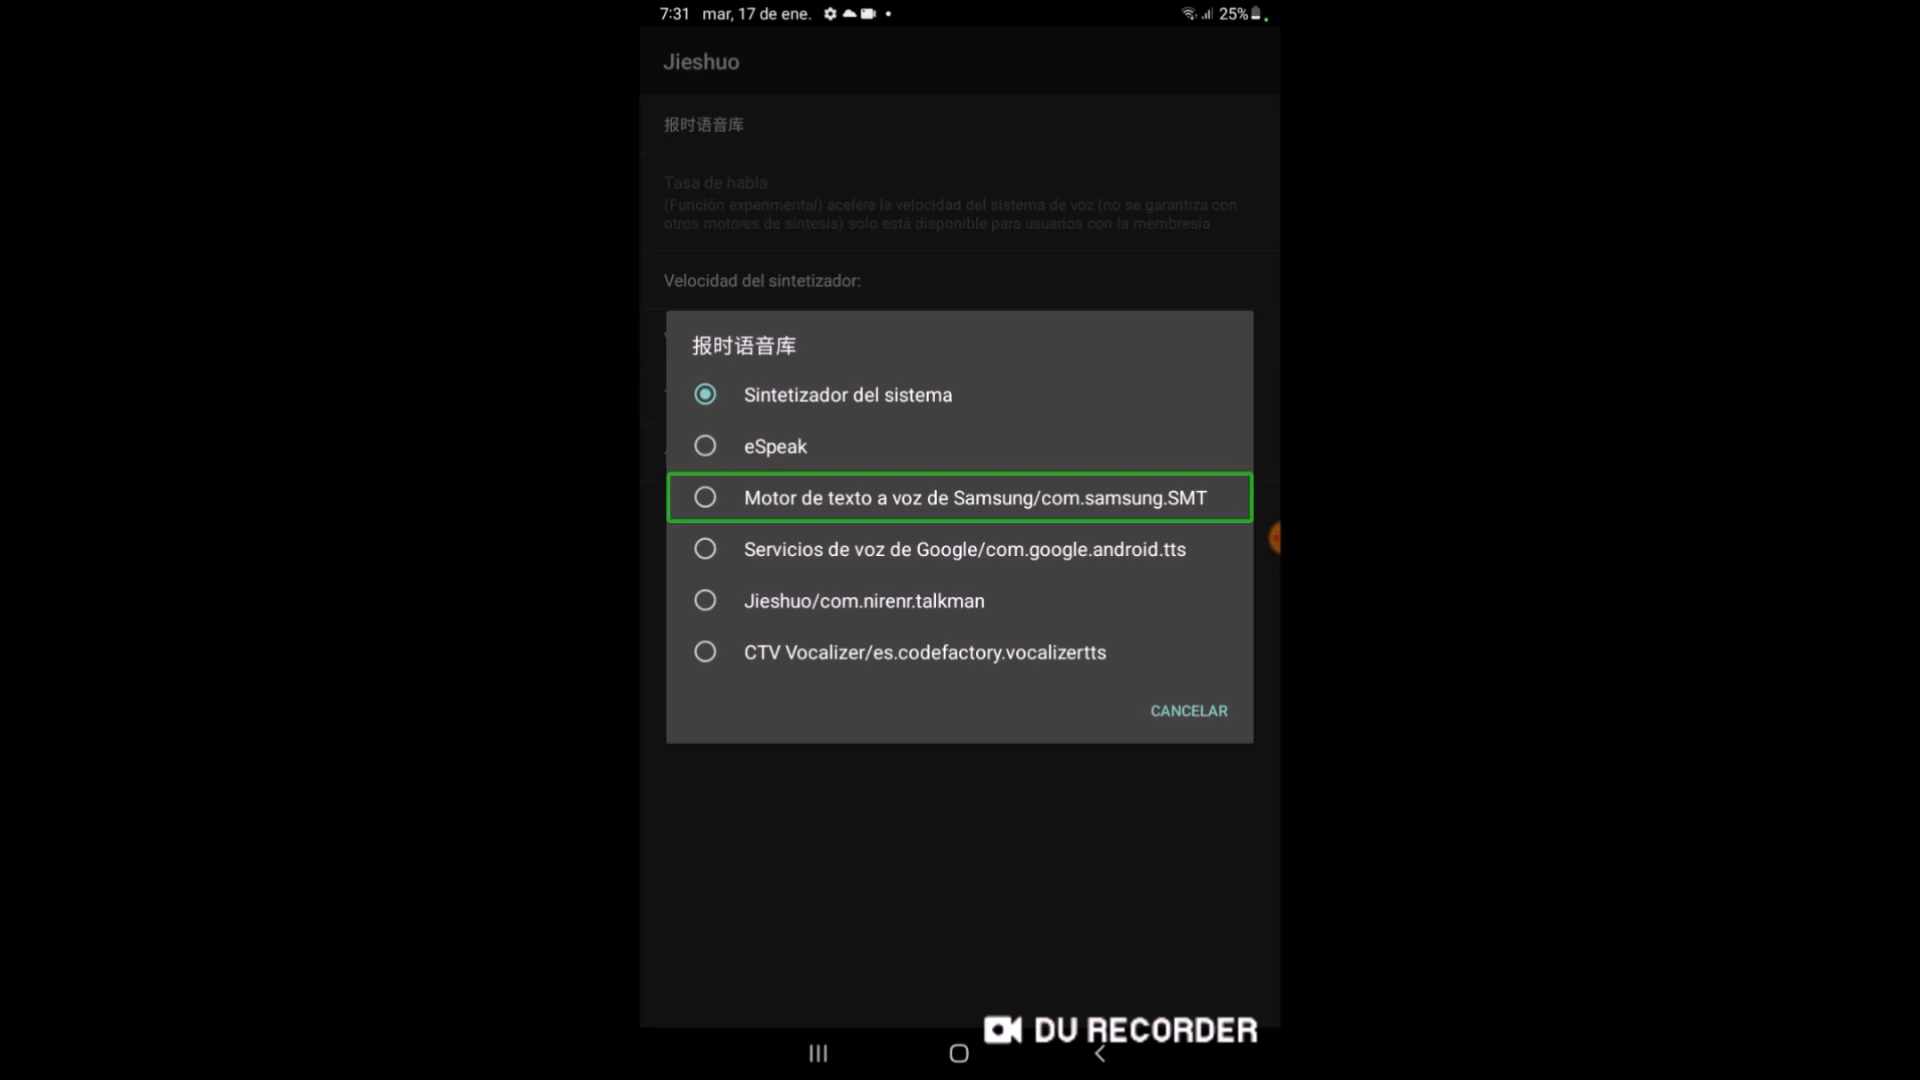 7:31 mar, 17 de ene. 25%
Jieshuo
报时语音库
Tasa de habla
(Función experimental) acelera la velocidad del sistema de voz (no se garantiza con
otros motores de síntesis) solo está disponible para usuarios con la membresía
Velocidad del sintetizador:
报时语音库
Sintetizador del sistema
eSpeak
Motor de texto a voz de Samsung/com.samsung.SMT
Servicios de voz de Google/com.google.android.tts
Jieshuo/com.nirenr.talkman
CTV Vocalizer/es.codefactory.vocalizertts
CANCELAR
DU RECORDER